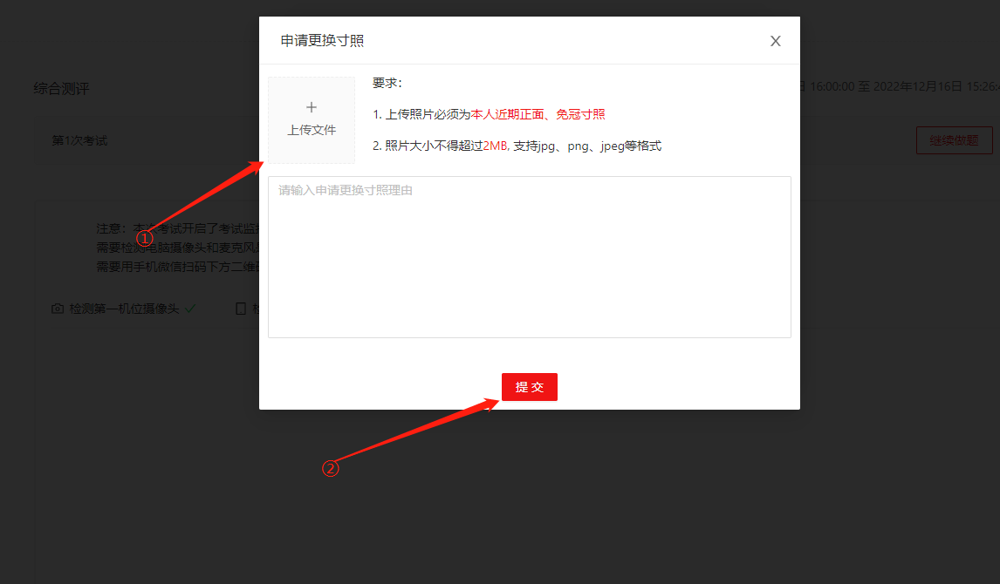 申请更换寸照
X
综合测评
日 16:00:00 至 2022年12月16日 15:26:
要求：
+
上传文件
1. 上传照片必须为本人近期正面、免冠寸照
2. 照片大小不得超过2MB, 支持jpg、png、jpeg等格式
第1次考试
继续做题
请输入申请更换寸照理由
注意：本次考试开启了考试监
①
需要检测电脑摄像头和麦克风
需要用手机微信扫码下方二维
检测第一机位摄像头
提 交
②